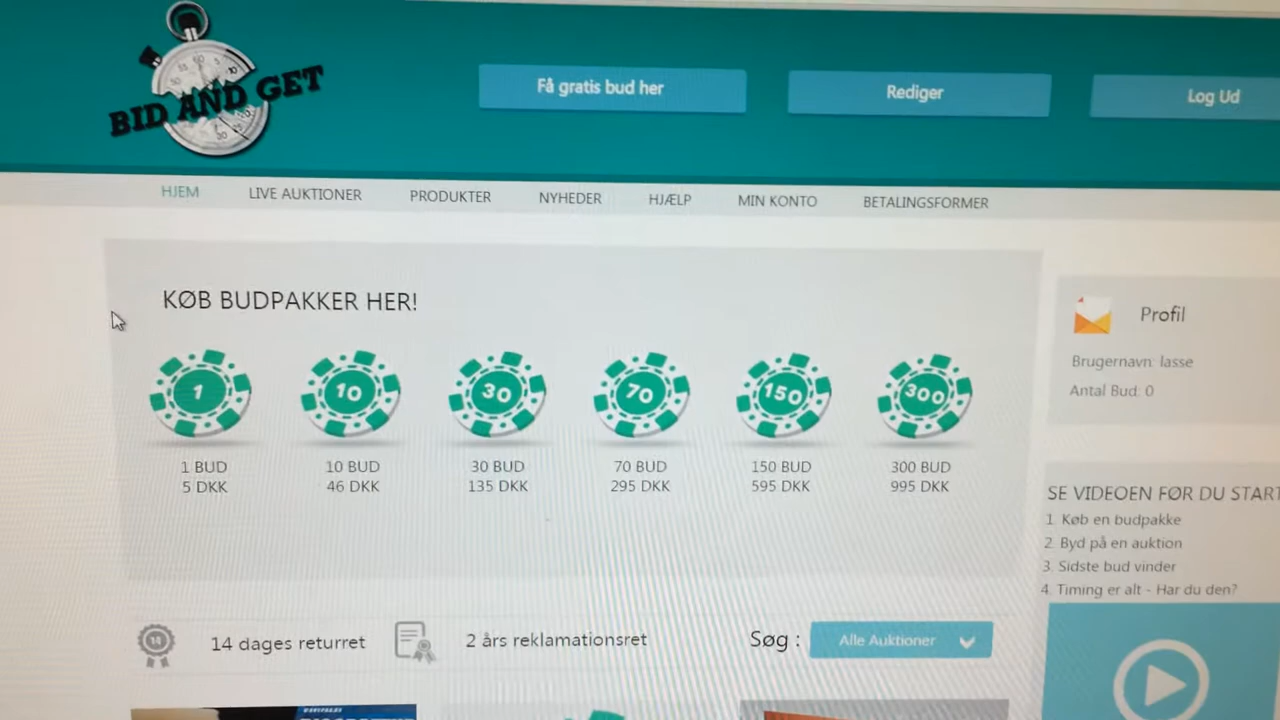 BID AND GET
Få gratis bud her
Rediger
Log Ud
HJEM
LIVE AUKTIONER
PRODUKTER
NYHEDER
HJÆLP
MIN KONTO
BETALINGSFORMER
KØB BUDPAKKER HER!
1
10
30
70
150
300
1 BUD
5 DKK
10 BUD
46 DKK
30 BUD
135 DKK
70 BUD
295 DKK
150 BUD
595 DKK
300 BUD
995 DKK
Profil
Brugernavn: lasse
Antal Bud: 0
SE VIDEOEN FØR DU START
1. Køb en budpakke
2. Byd på en auktion
3. Sidste bud vinder
4. Timing er alt - Har du den?
14 dages returret
2 års reklamationsret
Søg :
Alle Auktioner